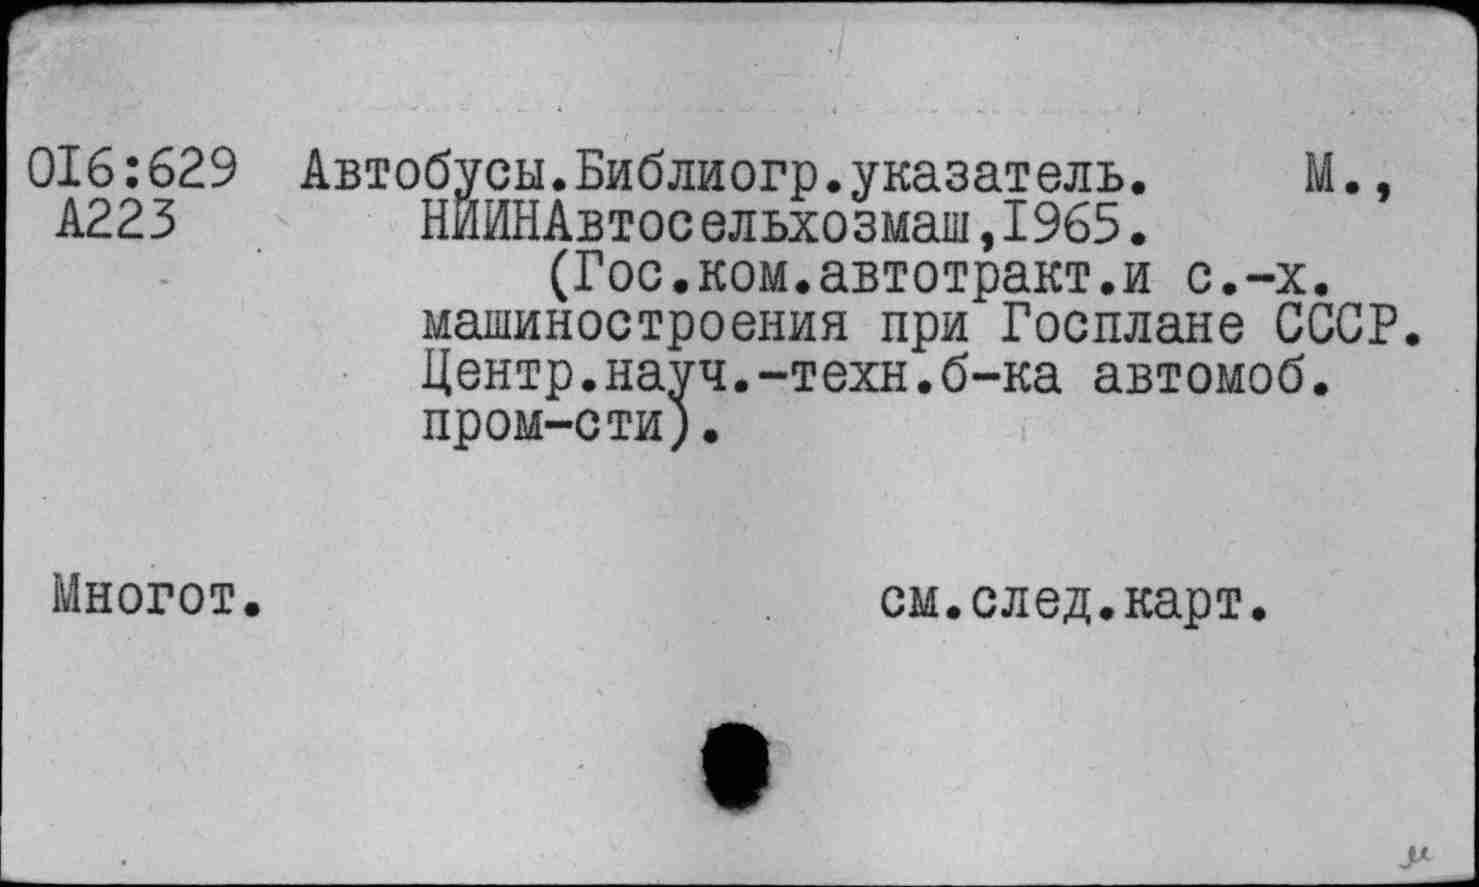 016:629 Автобусы.Библиогр.указатель. М.,
А223 НИИНАвтосельхозмаш,1965.
(Гос.ком.автотракт.и с.-х.
машиностроения при Госплане СССР.
Центр.науч.-техн.б-ка автомоб.
пром-сти).
Многот. см.след.карт.